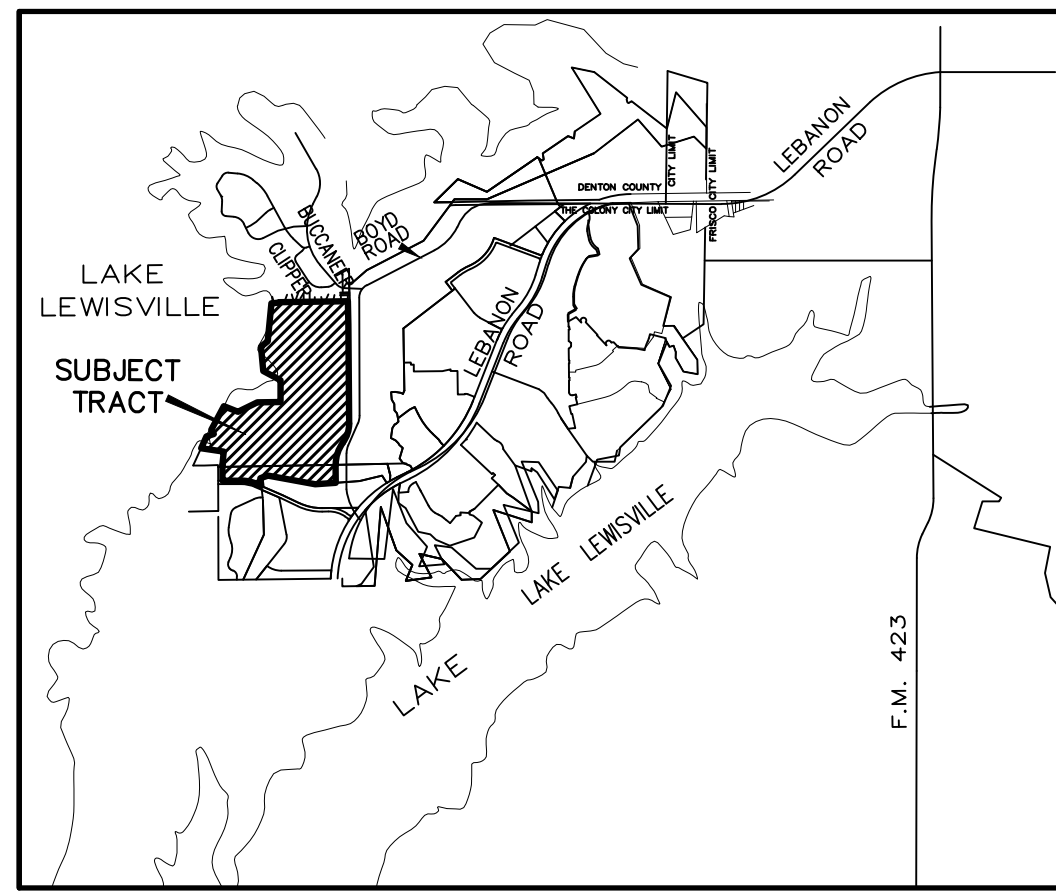 LEBANON
ROAD
CITY LIMIT
FRISCO CITY LIMIT
DENTON COUNTY
THE COLONY CITY LIMIT
BUCCANEER
BOYD
ROAD
CLIPPER
LAKE
LEWISVILLE
LEBANON
ROAD
SUBJECT
TRACT
LAKE LEWISVILLE
F.M. 423
LAKE